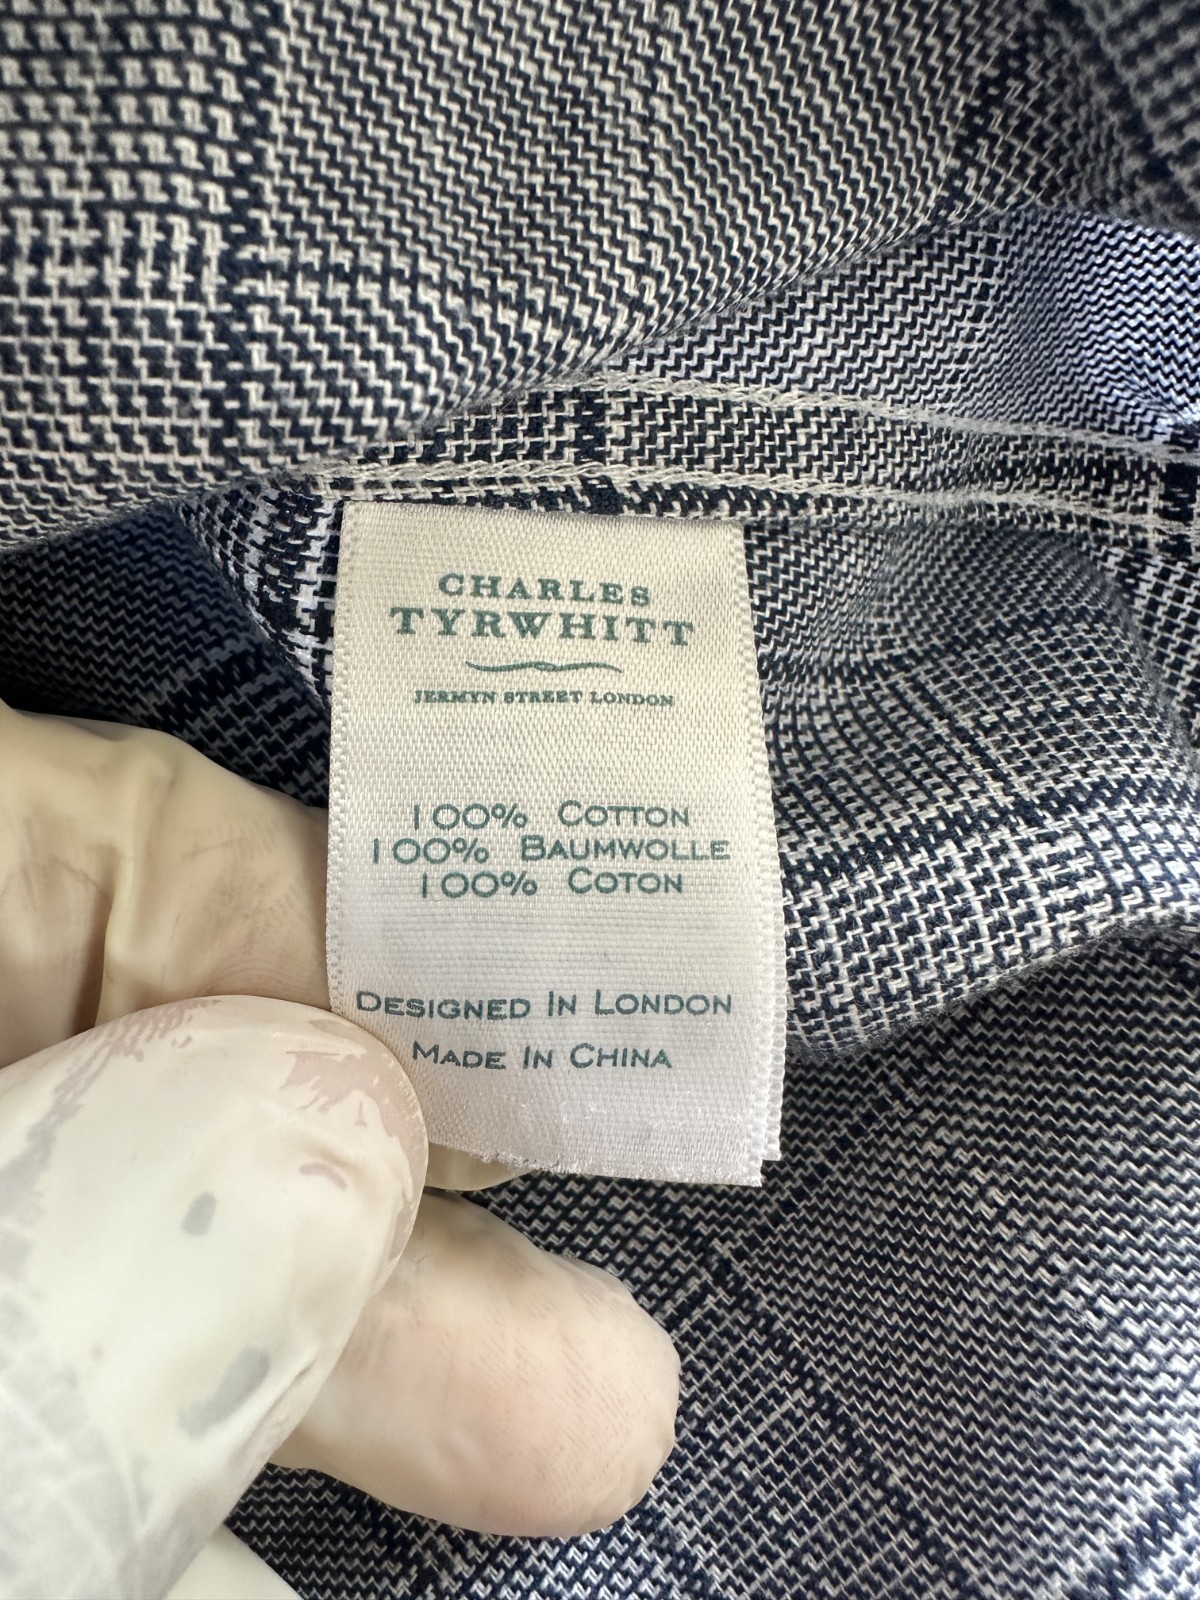 CHARLES
TYRWHITT
JERMYN STREET LONDON
100% COTTON
100% BAUMWOLLE
100% COTON
DESIGNED IN LONDON
MADE IN CHINA